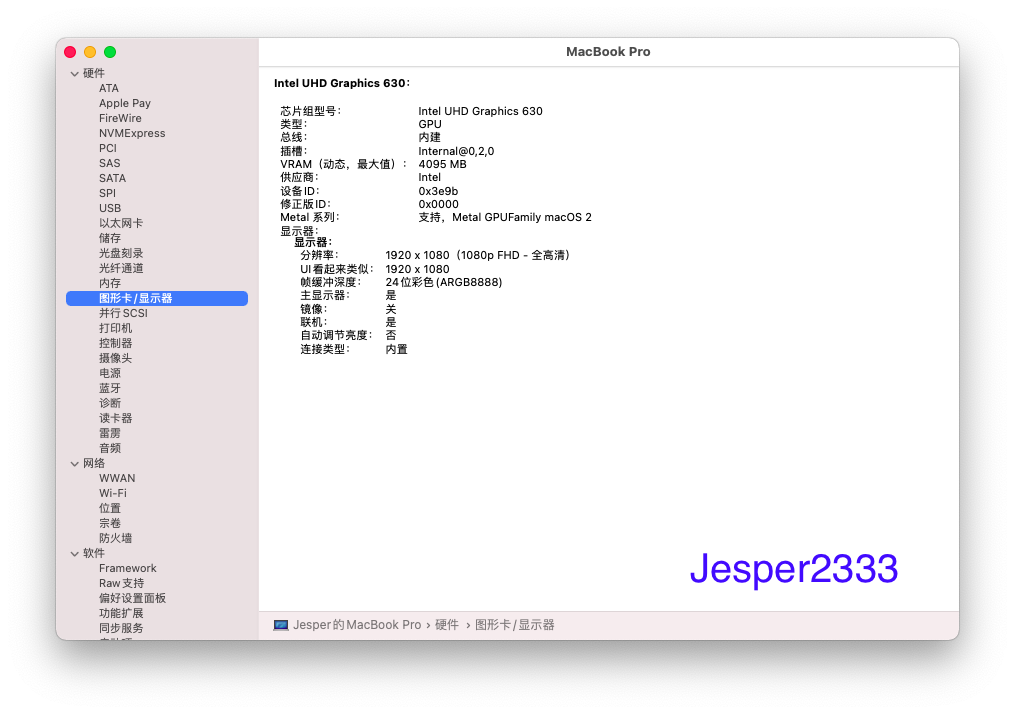 MacBook Pro
硬件
ATA
Apple Pay
FireWire
NVMExpress
PCI
SAS
SATA
SPI
USB
以太网卡
储存
光盘刻录
光纤通道
内存
图形卡/显示器
并行SCSI
打印机
控制器
摄像头
电源
蓝牙
诊断
读卡器
雷雳
音频
网络
WWAN
Wi-Fi
位置
宗卷
防火墙
软件
Framework
Raw支持
偏好设置面板
功能扩展
同步服务
Intel UHD Graphics 630：
芯片组型号： Intel UHD Graphics 630
类型： GPU
总线： 内建
插槽： Internal@0,2,0
VRAM（动态，最大值）： 4095 MB
供应商： Intel
设备ID： 0x3e9b
修正版ID： 0x0000
Metal 系列： 支持，Metal GPUFamily macOS 2
显示器：
显示器：
分辨率： 1920 x 1080（1080p FHD - 全高清）
UI看起来类似： 1920 x 1080
帧缓冲深度： 24位彩色(ARGB8888)
主显示器： 是
镜像： 关
联机： 是
自动调节亮度： 否
连接类型： 内置
Jesper2333
Jesper的MacBook Pro › 硬件 › 图形卡/显示器